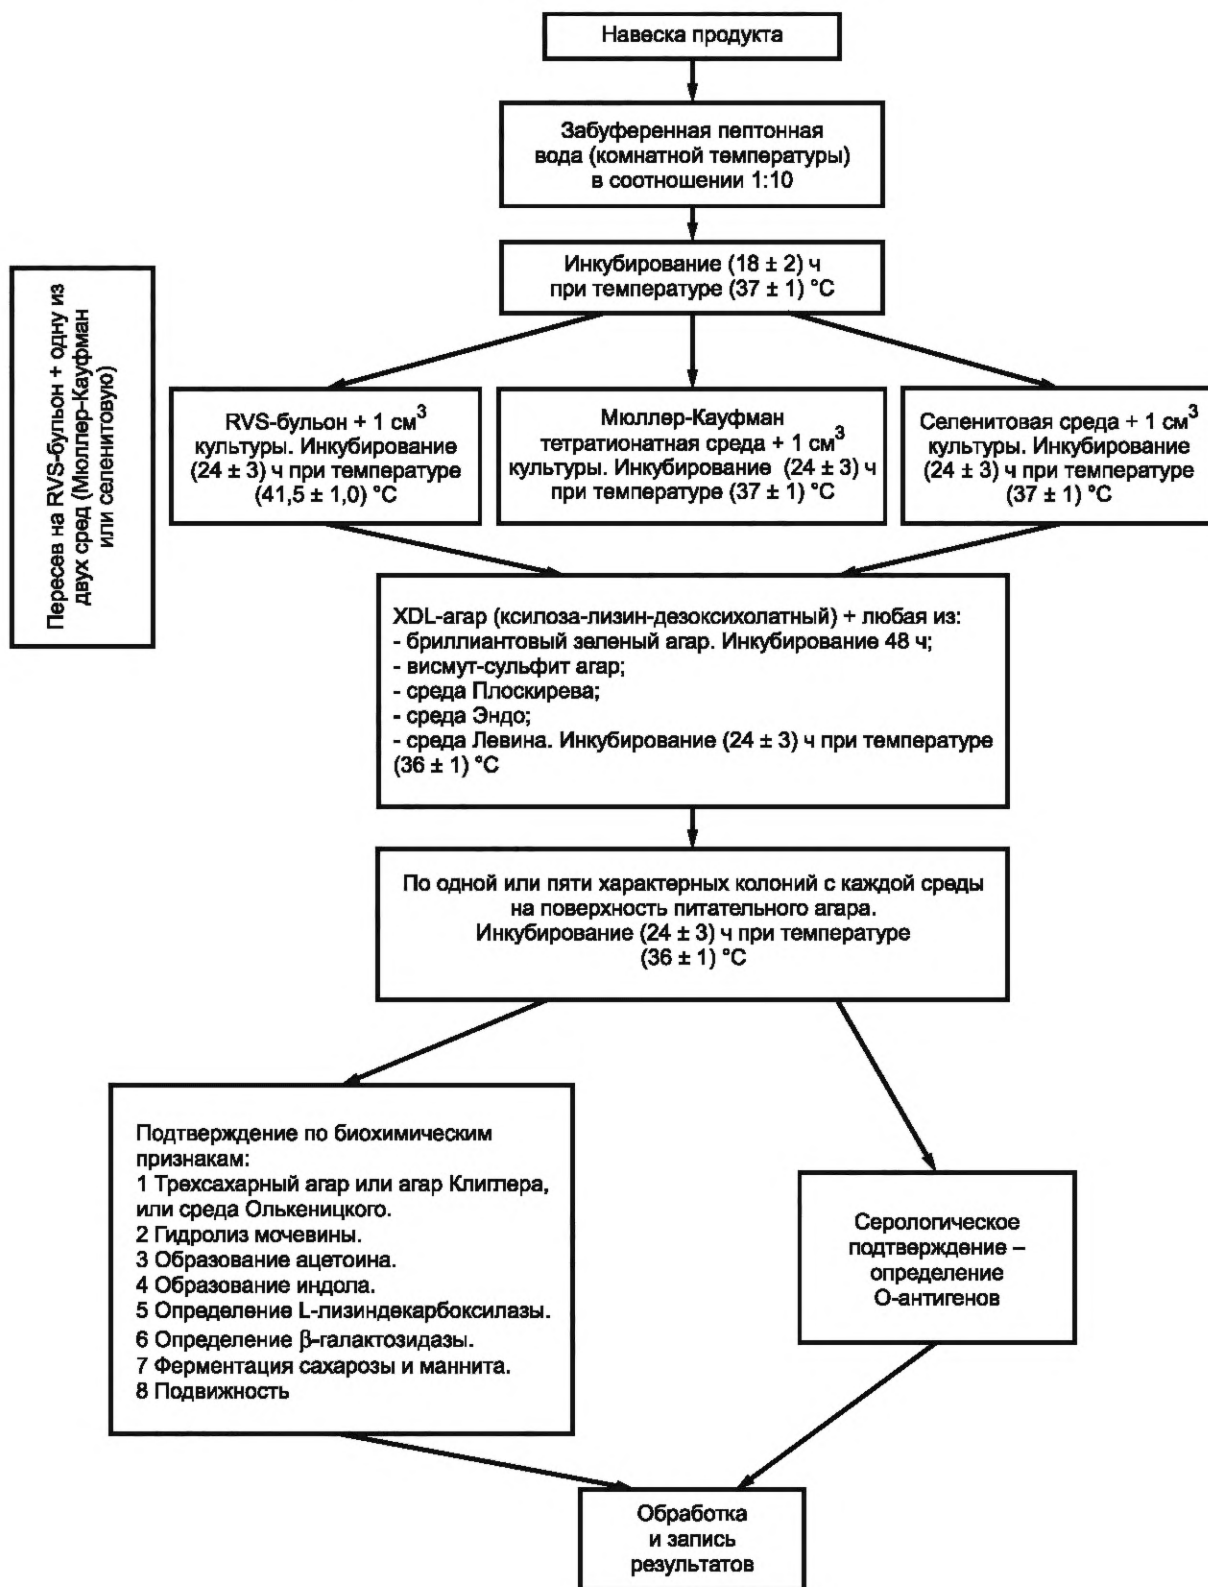 Навеска продукта
Забуференная пептонная
вода (комнатной температуры)
в соотношении 1:10
Инкубирование (18 ± 2) ч
при температуре (37 ± 1) °С
Пересев на RVS-бульон + одну из
двух сред (Мюллер-Кауфман
или селенитовую)
RVS-бульон + 1 см³
культуры. Инкубирование
(24 ± 3) ч при температуре
(41,5 ± 1,0) °С
Мюллер-Кауфман
тетратионатная среда + 1 см³
культуры. Инкубирование (24 ± 3) ч
при температуре (37 ± 1) °С
Селенитовая среда + 1 см³
культуры. Инкубирование
(24 ± 3) ч при температуре
(37 ± 1) °С
XDL-агар (ксилоза-лизин-дезоксихолатный) + любая из:
- бриллиантовый зеленый агар. Инкубирование 48 ч;
- висмут-сульфит агар;
- среда Плоскирева;
- среда Эндо;
- среда Левина. Инкубирование (24 ± 3) ч при температуре
(36 ± 1) °С
По одной или пяти характерных колоний с каждой среды
на поверхность питательного агара.
Инкубирование (24 ± 3) ч при температуре
(36 ± 1) °С
Подтверждение по биохимическим
признакам:
1 Трехсахарный агар или агар Клиглера,
или среда Олькеницкого.
2 Гидролиз мочевины.
3 Образование ацетоина.
4 Образование индола.
5 Определение L-лизиндекарбоксилазы.
6 Определение β-галактозидазы.
7 Ферментация сахарозы и маннита.
8 Подвижность
Серологическое
подтверждение –
определение
О-антигенов
Обработка
и запись
результатов